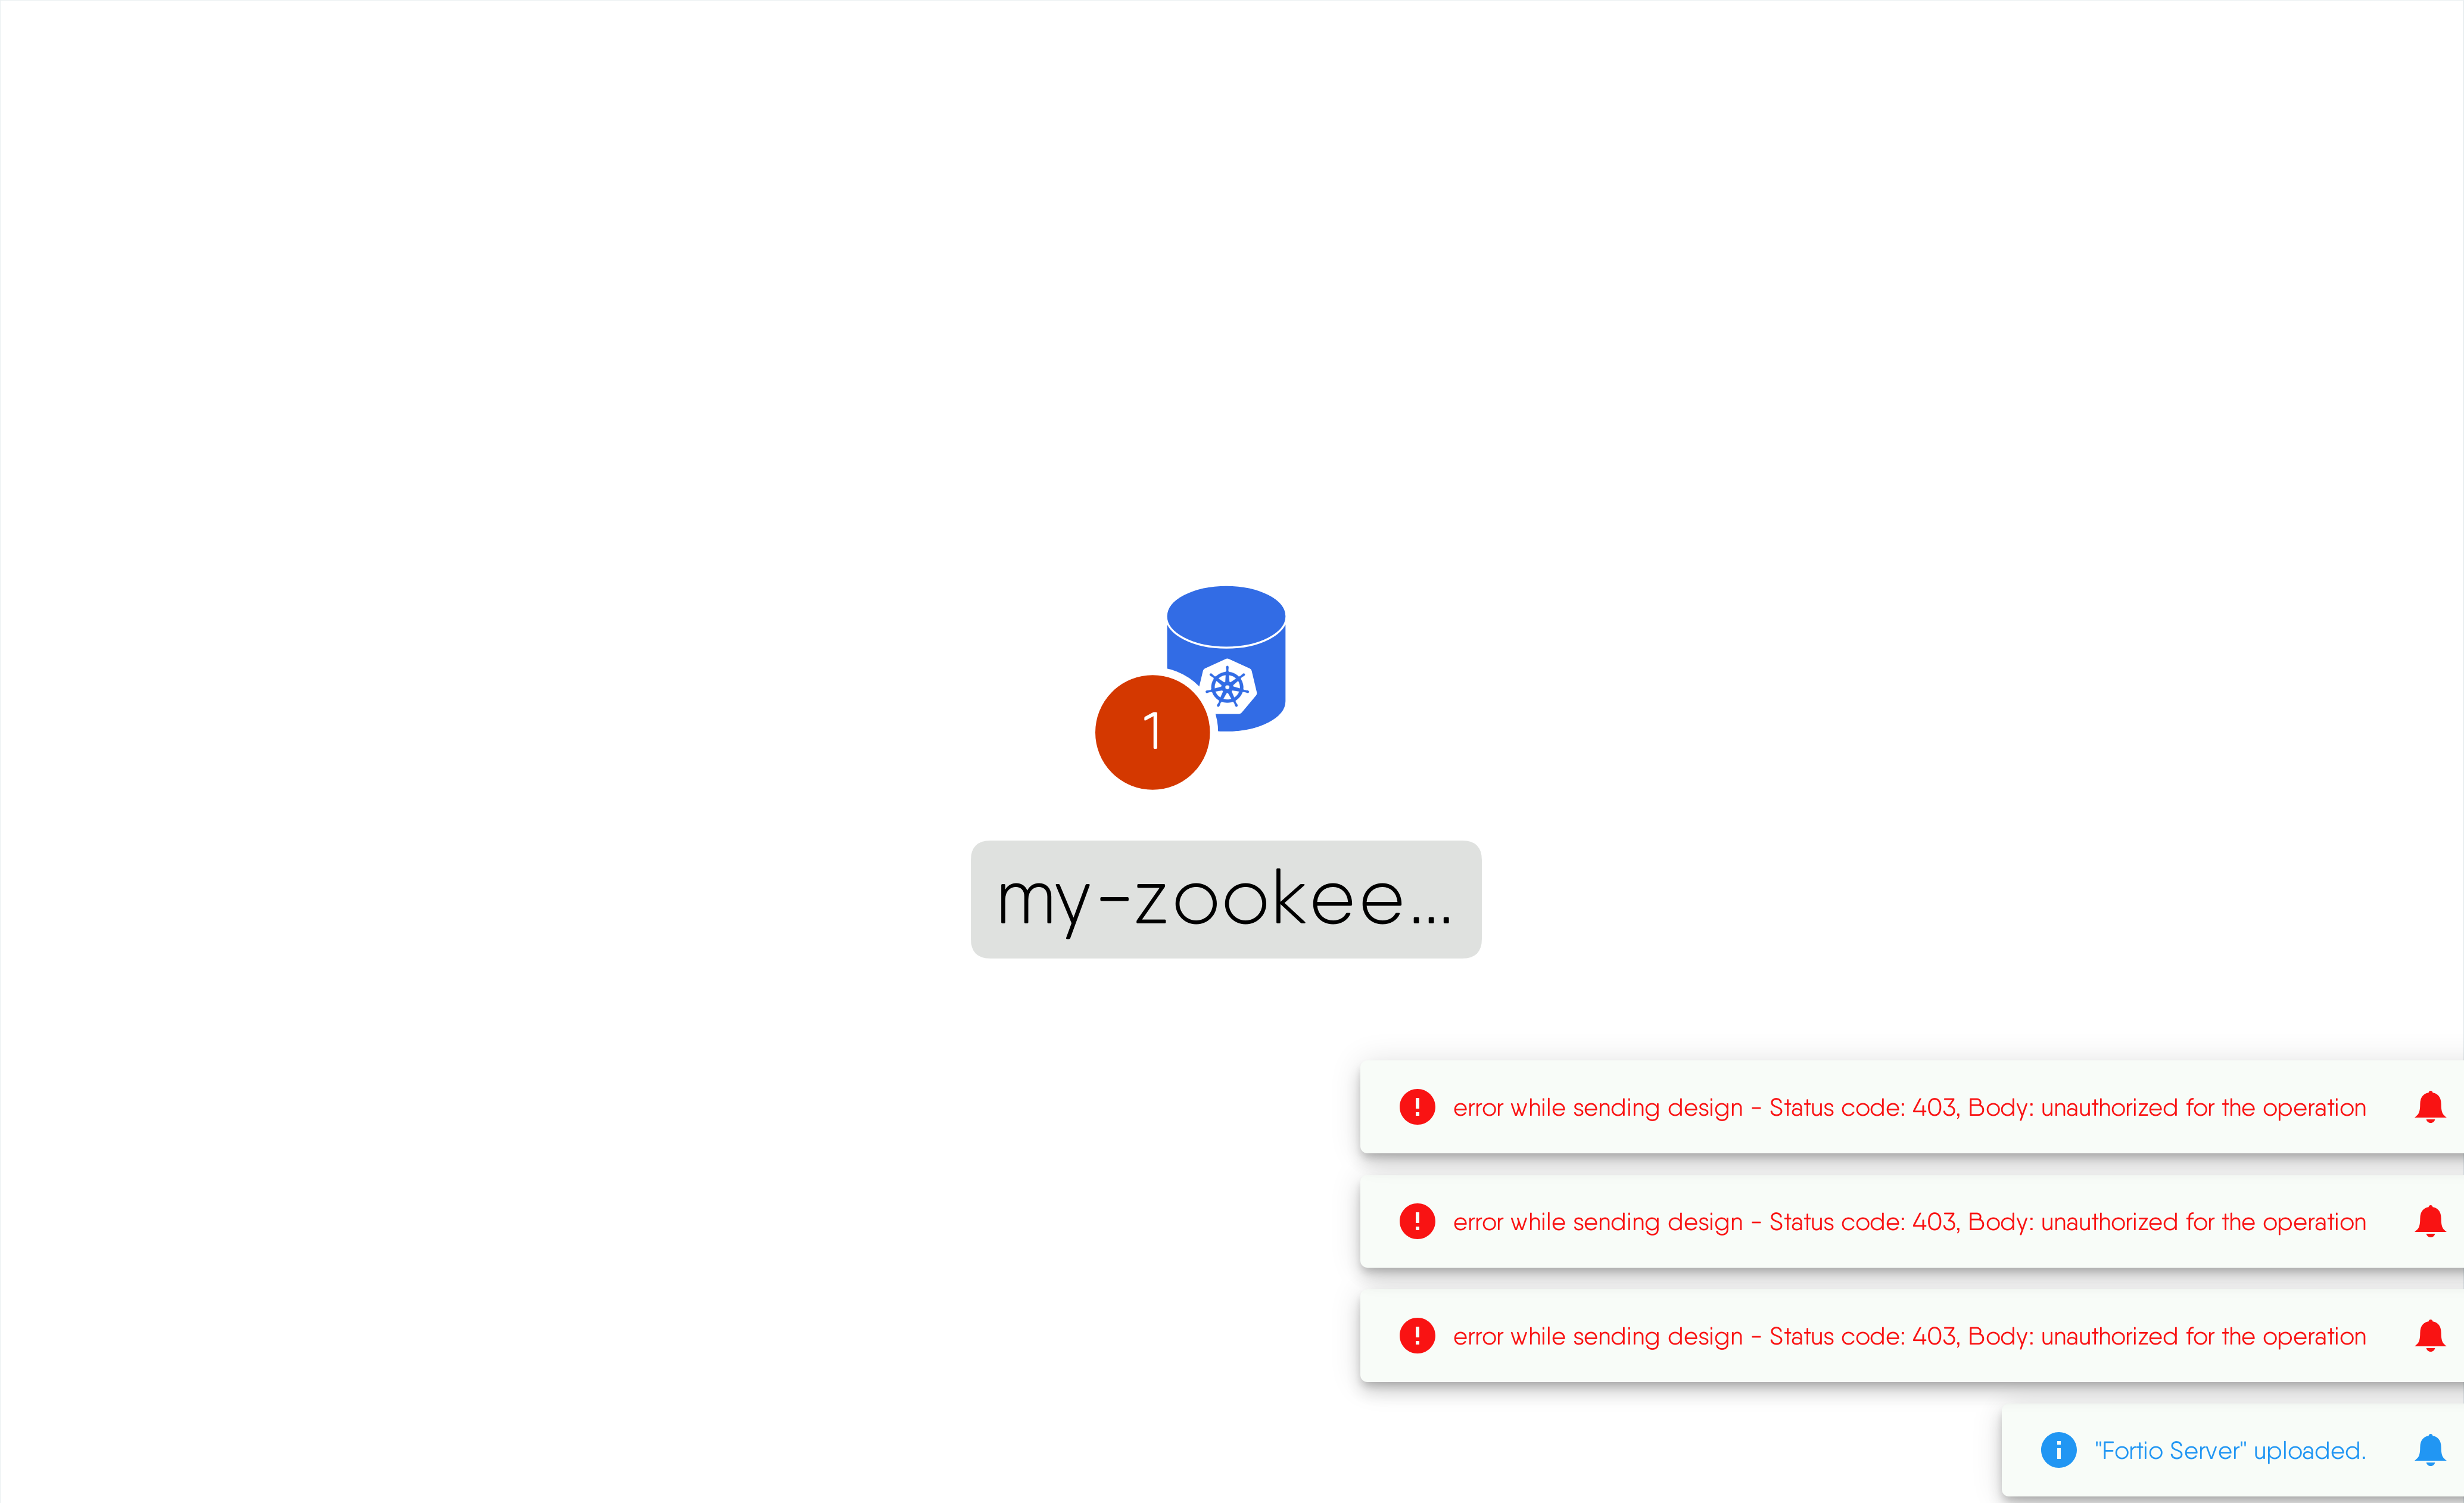 1
my-zookee...
error while sending design - Status code: 403, Body: unauthorized for the operation
error while sending design - Status code: 403, Body: unauthorized for the operation
error while sending design - Status code: 403, Body: unauthorized for the operation
"Fortio Server" uploaded.